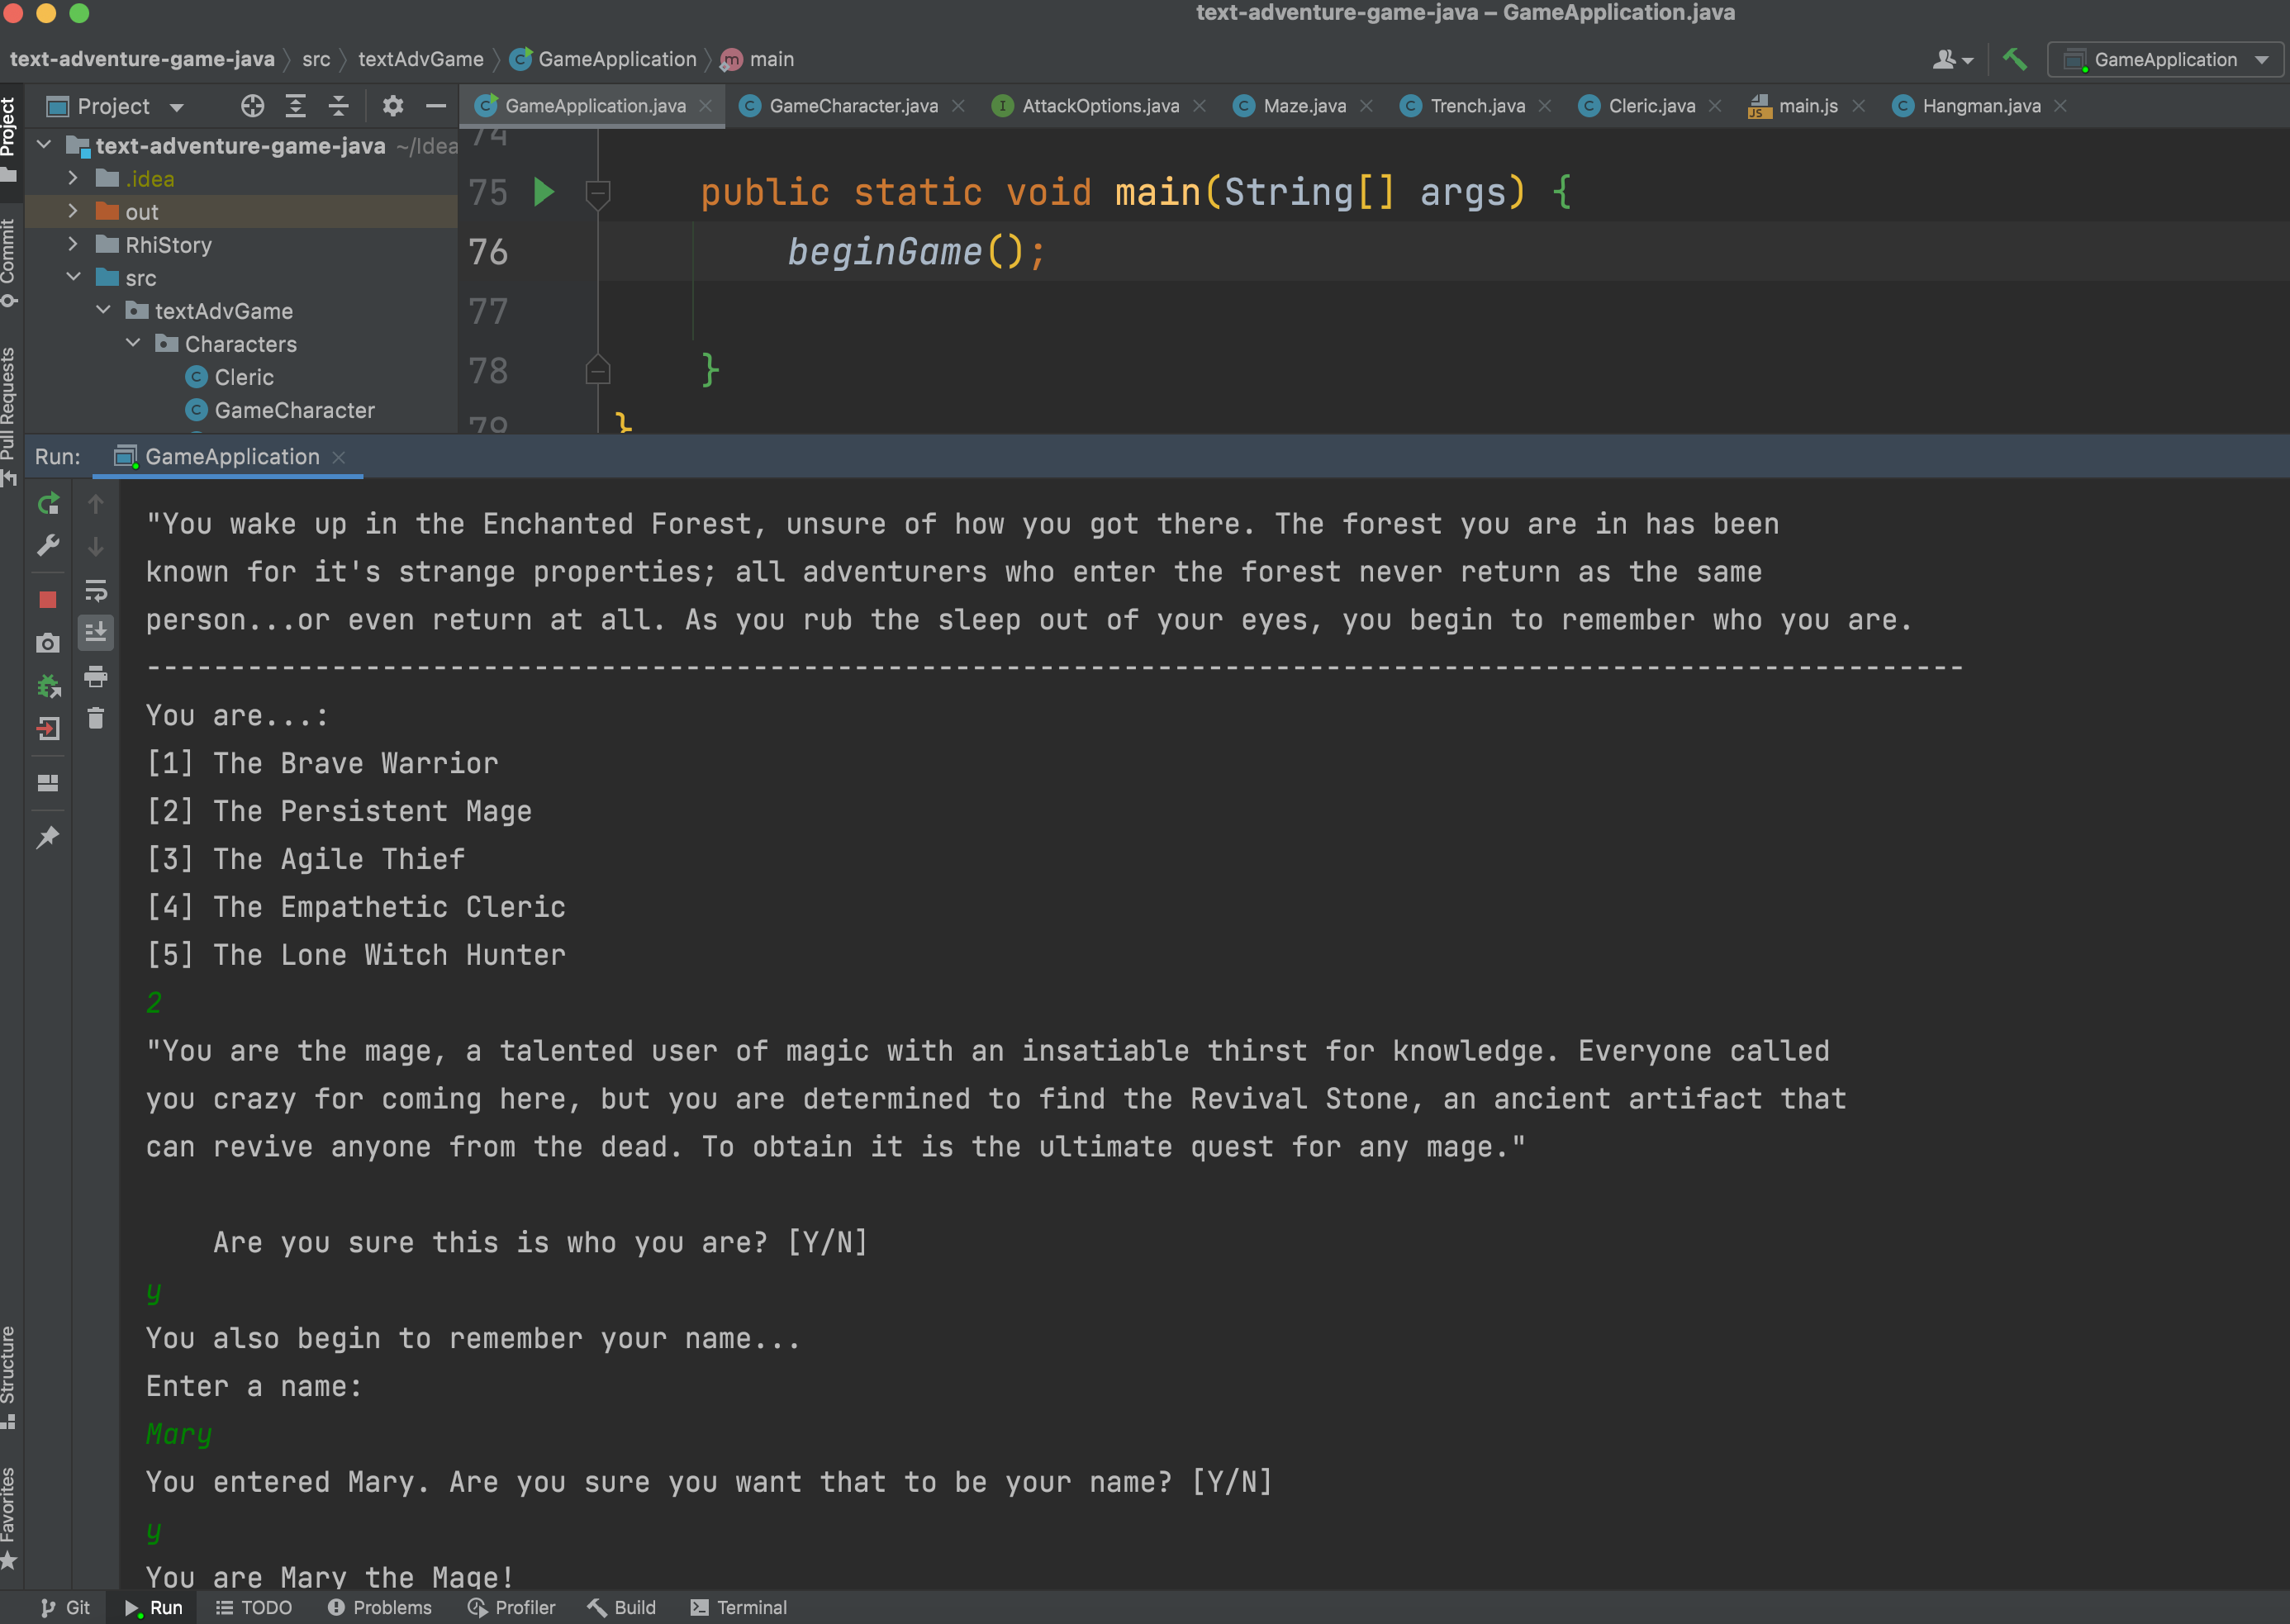 text-adventure-game-java – GameApplication.java
text-adventure-game-java src textAdvGame GameApplication main
GameApplication
Project
GameApplication.java GameCharacter.java AttackOptions.java Maze.java Trench.java Cleric.java main.js Hangman.java
Project
Commit
Pull Requests
text-adventure-game-java ~/Idea
.idea
out
RhiStory
src
textAdvGame
Characters
Cleric
GameCharacter
74
75 public static void main(String[] args) {
76 beginGame();
77
78 }
79 }
Run: GameApplication
"You wake up in the Enchanted Forest, unsure of how you got there. The forest you are in has been
known for it's strange properties; all adventurers who enter the forest never return as the same
person...or even return at all. As you rub the sleep out of your eyes, you begin to remember who you are.
------------------------------------------------------------------------------------------------------------
You are...:
[1] The Brave Warrior
[2] The Persistent Mage
[3] The Agile Thief
[4] The Empathetic Cleric
[5] The Lone Witch Hunter
2
"You are the mage, a talented user of magic with an insatiable thirst for knowledge. Everyone called
you crazy for coming here, but you are determined to find the Revival Stone, an ancient artifact that
can revive anyone from the dead. To obtain it is the ultimate quest for any mage."
Are you sure this is who you are? [Y/N]
y
You also begin to remember your name...
Enter a name:
Mary
You entered Mary. Are you sure you want that to be your name? [Y/N]
y
You are Mary the Mage!
Structure
Favorites
Git Run TODO Problems Profiler Build Terminal